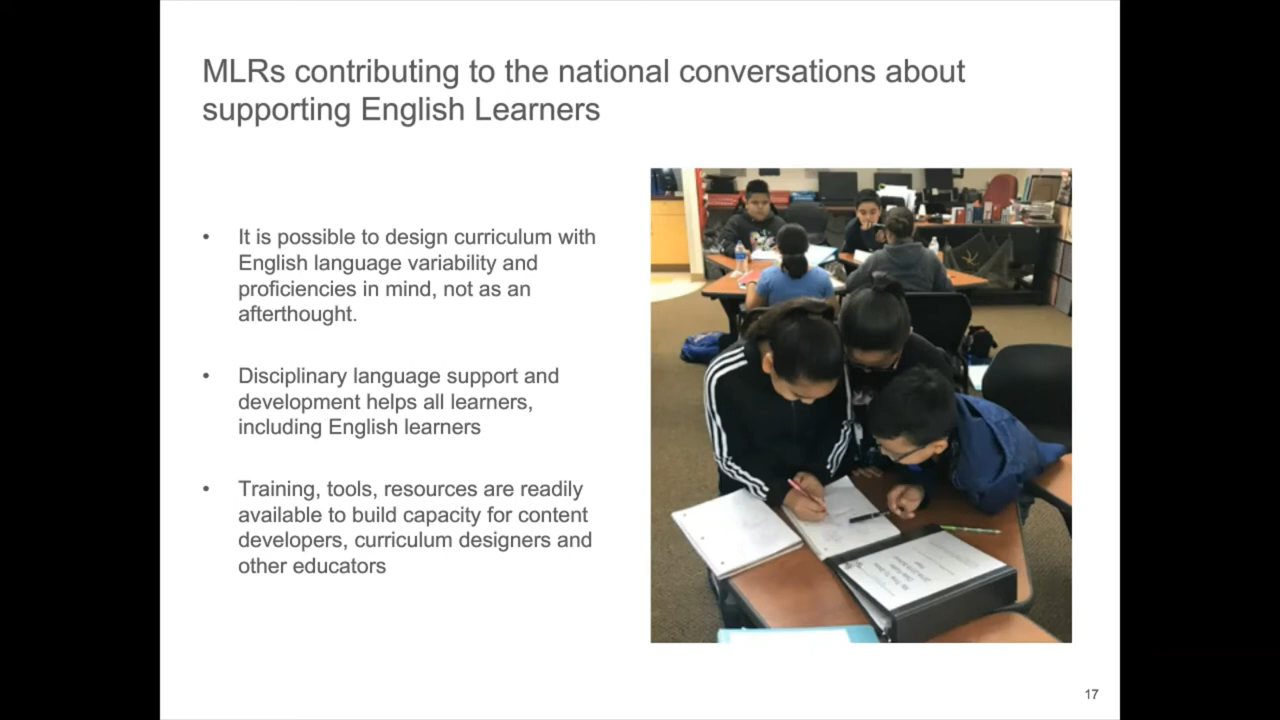 MLRs contributing to the national conversations about
supporting English Learners
• It is possible to design curriculum with
English language variability and
proficiencies in mind, not as an
afterthought.
• Disciplinary language support and
development helps all learners,
including English learners
• Training, tools, resources are readily
available to build capacity for content
developers, curriculum designers and
other educators
17